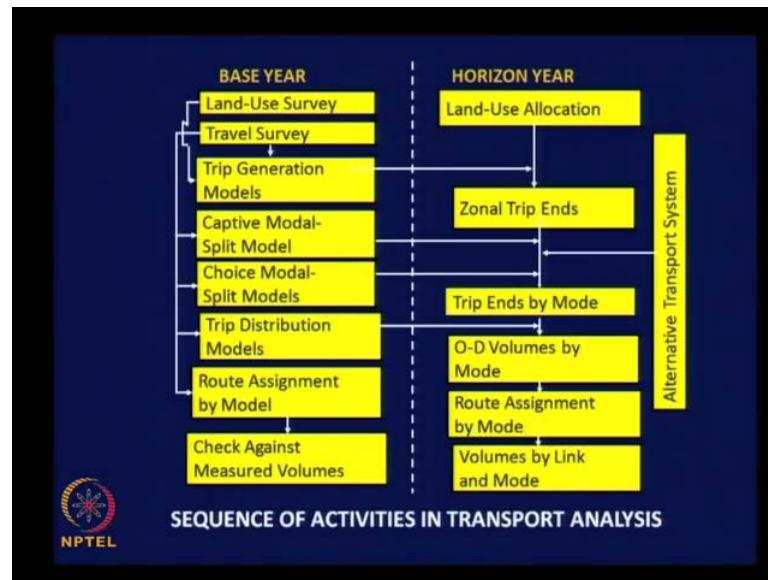 BASE YEAR
Land-Use Survey
Travel Survey
Trip Generation
Models
Captive Modal-
Split Model
Choice Modal-
Split Models
Trip Distribution
Models
Route Assignment
by Model
Check Against
Measured Volumes
HORIZON YEAR
Land-Use Allocation
Zonal Trip Ends
Trip Ends by Mode
O-D Volumes by
Mode
Route Assignment
by Mode
Volumes by Link
and Mode
Alternative Transport System
NPTEL
SEQUENCE OF ACTIVITIES IN TRANSPORT ANALYSIS